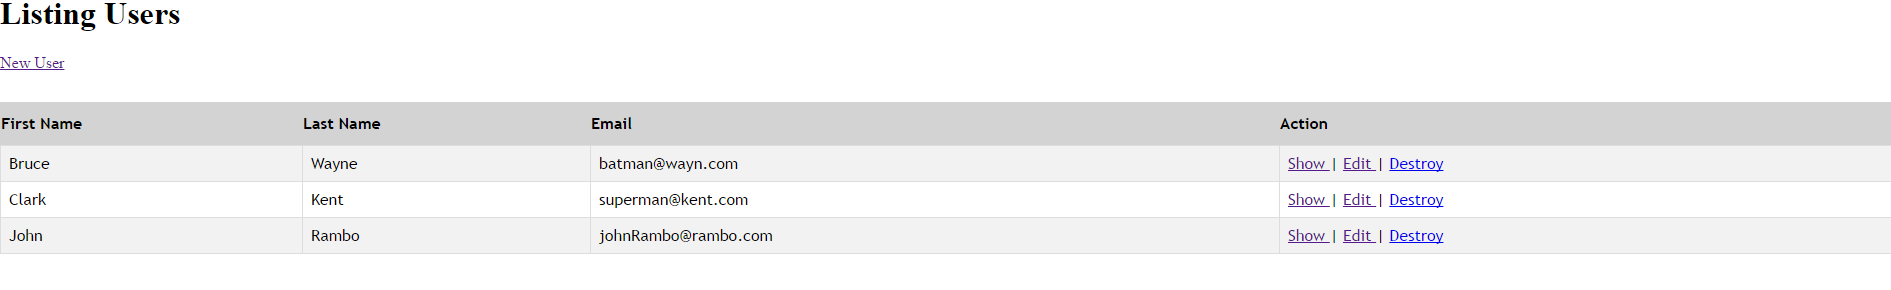 Listing Users
New User
First Name Last Name Email Action
Bruce Wayne batman@wayn.com Show | Edit | Destroy
Clark Kent superman@kent.com Show | Edit | Destroy
John Rambo johnRambo@rambo.com Show | Edit | Destroy